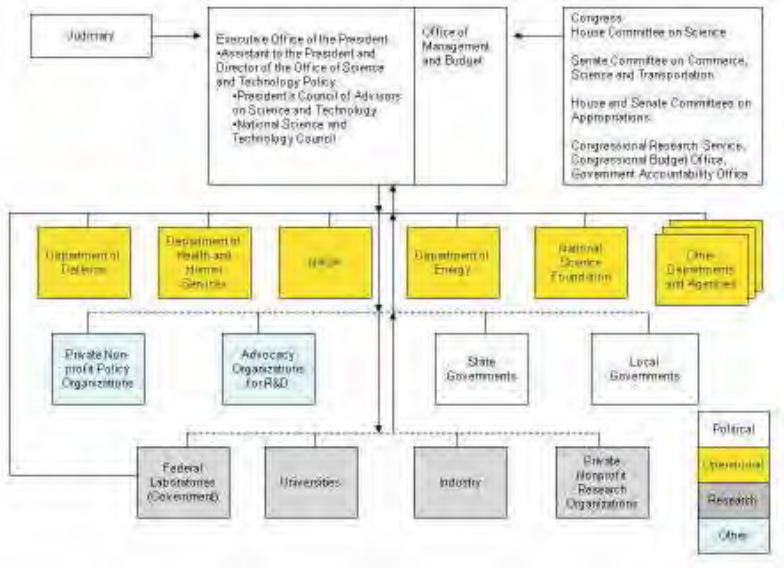 Judiciary
Executive Office of the President
•Assistant to the President and
Director of the Office of Science
and Technology Policy
•President's Council of Advisors
on Science and Technology
•National Science and
Technology Council
Office of
Management
and Budget
Congress
House Committee on Science
Senate Committee on Commerce,
Science and Transportation
House and Senate Committees on
Appropriations
Congressional Research Service,
Congressional Budget Office,
Government Accountability Office
Department of
Defense
Department of
Health and
Human
Services
NASA
Department of
Energy
National
Science
Foundation
Other
Departments
and Agencies
Private Non-
profit Policy
Organizations
Advocacy
Organizations
for R&D
State
Governments
Local
Governments
Federal
Laboratories
(Government)
Universities
Industry
Private
Nonprofit
Research
Organizations
Political
Operational
Research
Other